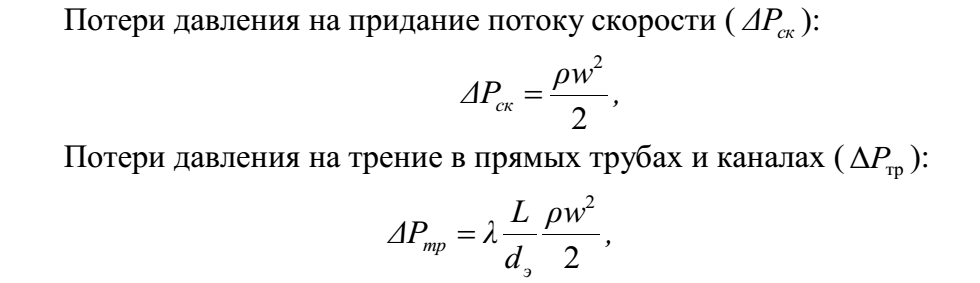 Потери давления на придание потоку скорости ( ΔP_ск ):
ΔP_ск = ρw²/2 ,
Потери давления на трение в прямых трубах и каналах ( ΔP_тр ):
ΔP_тр = λ L/d_э ρw²/2 ,